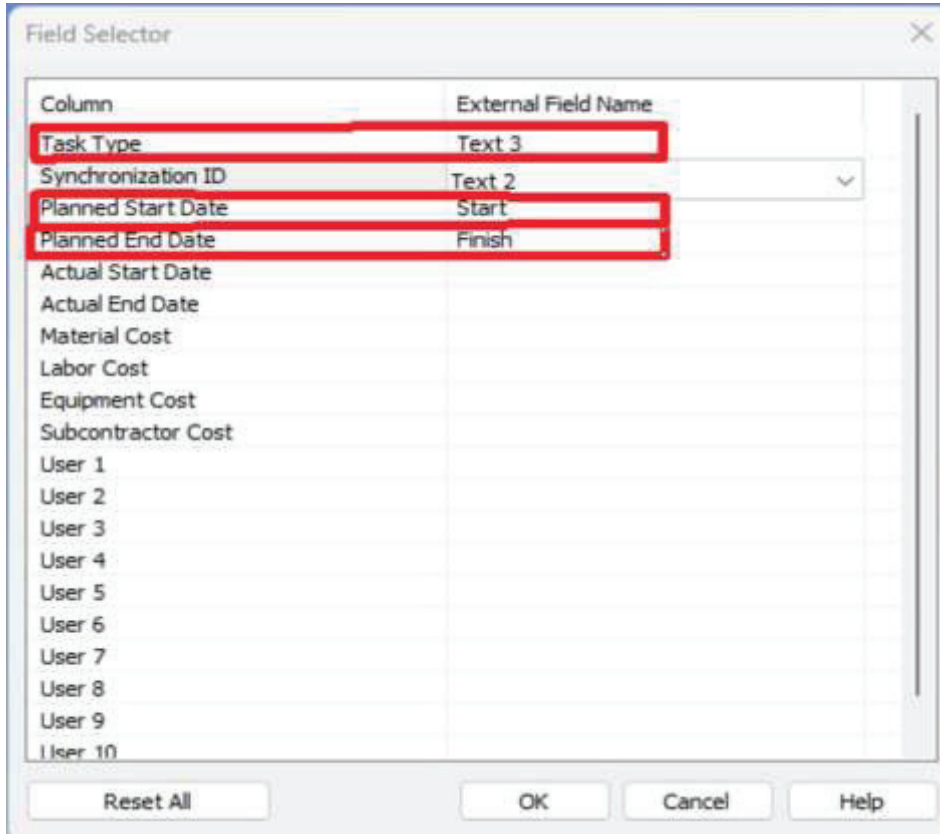 Field Selector
Column External Field Name
Task Type Text 3
Synchronization ID Text 2
Planned Start Date Start
Planned End Date Finish
Actual Start Date
Actual End Date
Material Cost
Labor Cost
Equipment Cost
Subcontractor Cost
User 1
User 2
User 3
User 4
User 5
User 6
User 7
User 8
User 9
User 10
Reset All OK Cancel Help